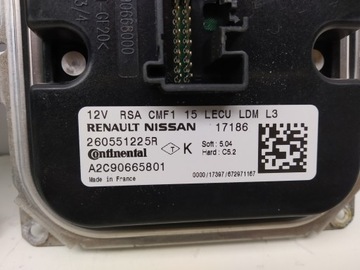 12V RSA CMF1 15 LECU LDM L3
RENAULT NISSAN 17186
260551225R
Soft : 5.04
Hard : C5.2
Continental
T K
A2C90665801
Made in France
0000/17397/672971167